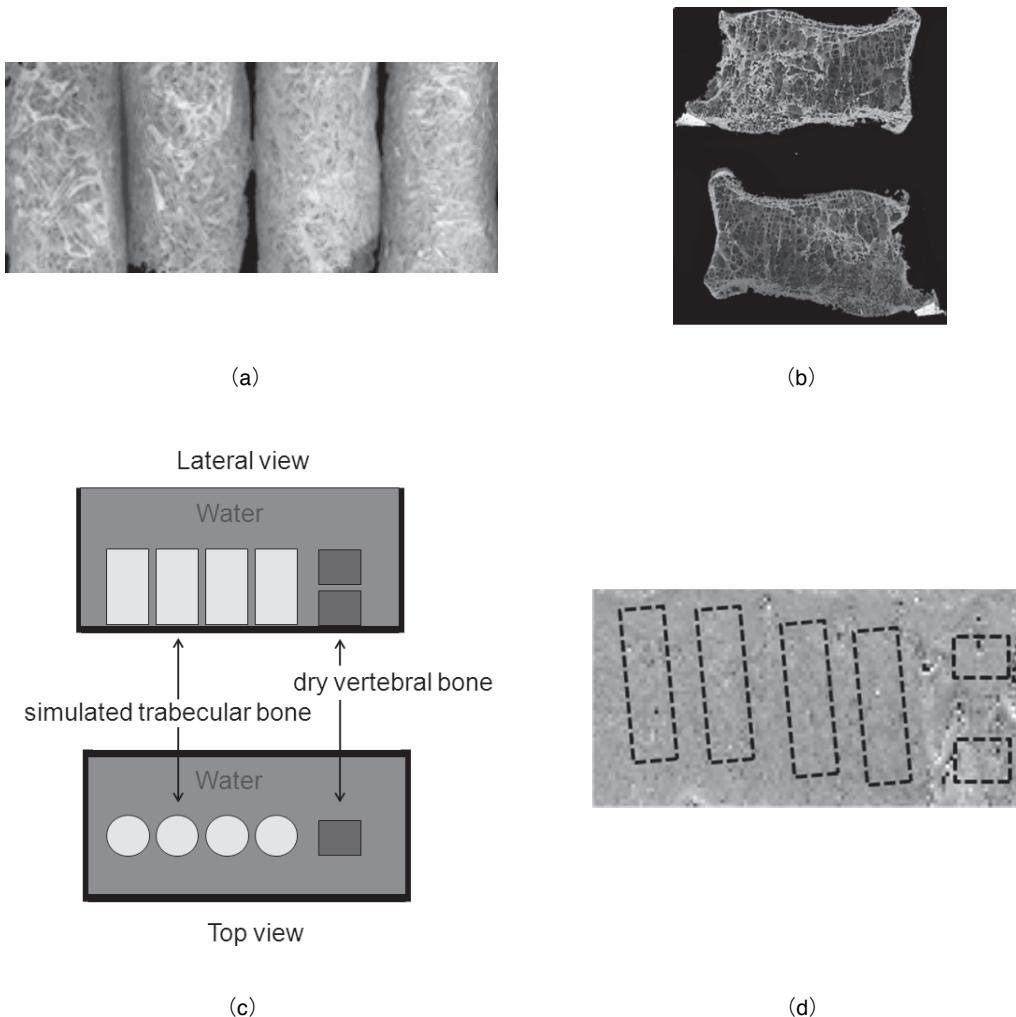 (a)
(b)
Lateral view
Water
dry vertebral bone
simulated trabecular bone
Water
Top view
(c)
(d)